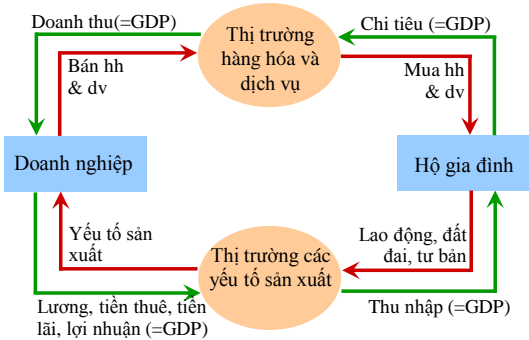 Doanh thu(=GDP)
Thị trường
hàng hóa và
dịch vụ
Chi tiêu (=GDP)
Bán hh
& dv
Mua hh
& dv
Doanh nghiệp
Hộ gia đình
Yếu tố sản
xuất
Thị trường các
yếu tố sản xuất
Lao động, đất
đai, tư bản
Lương, tiền thuê, tiền
lãi, lợi nhuận (=GDP)
Thu nhập (=GDP)